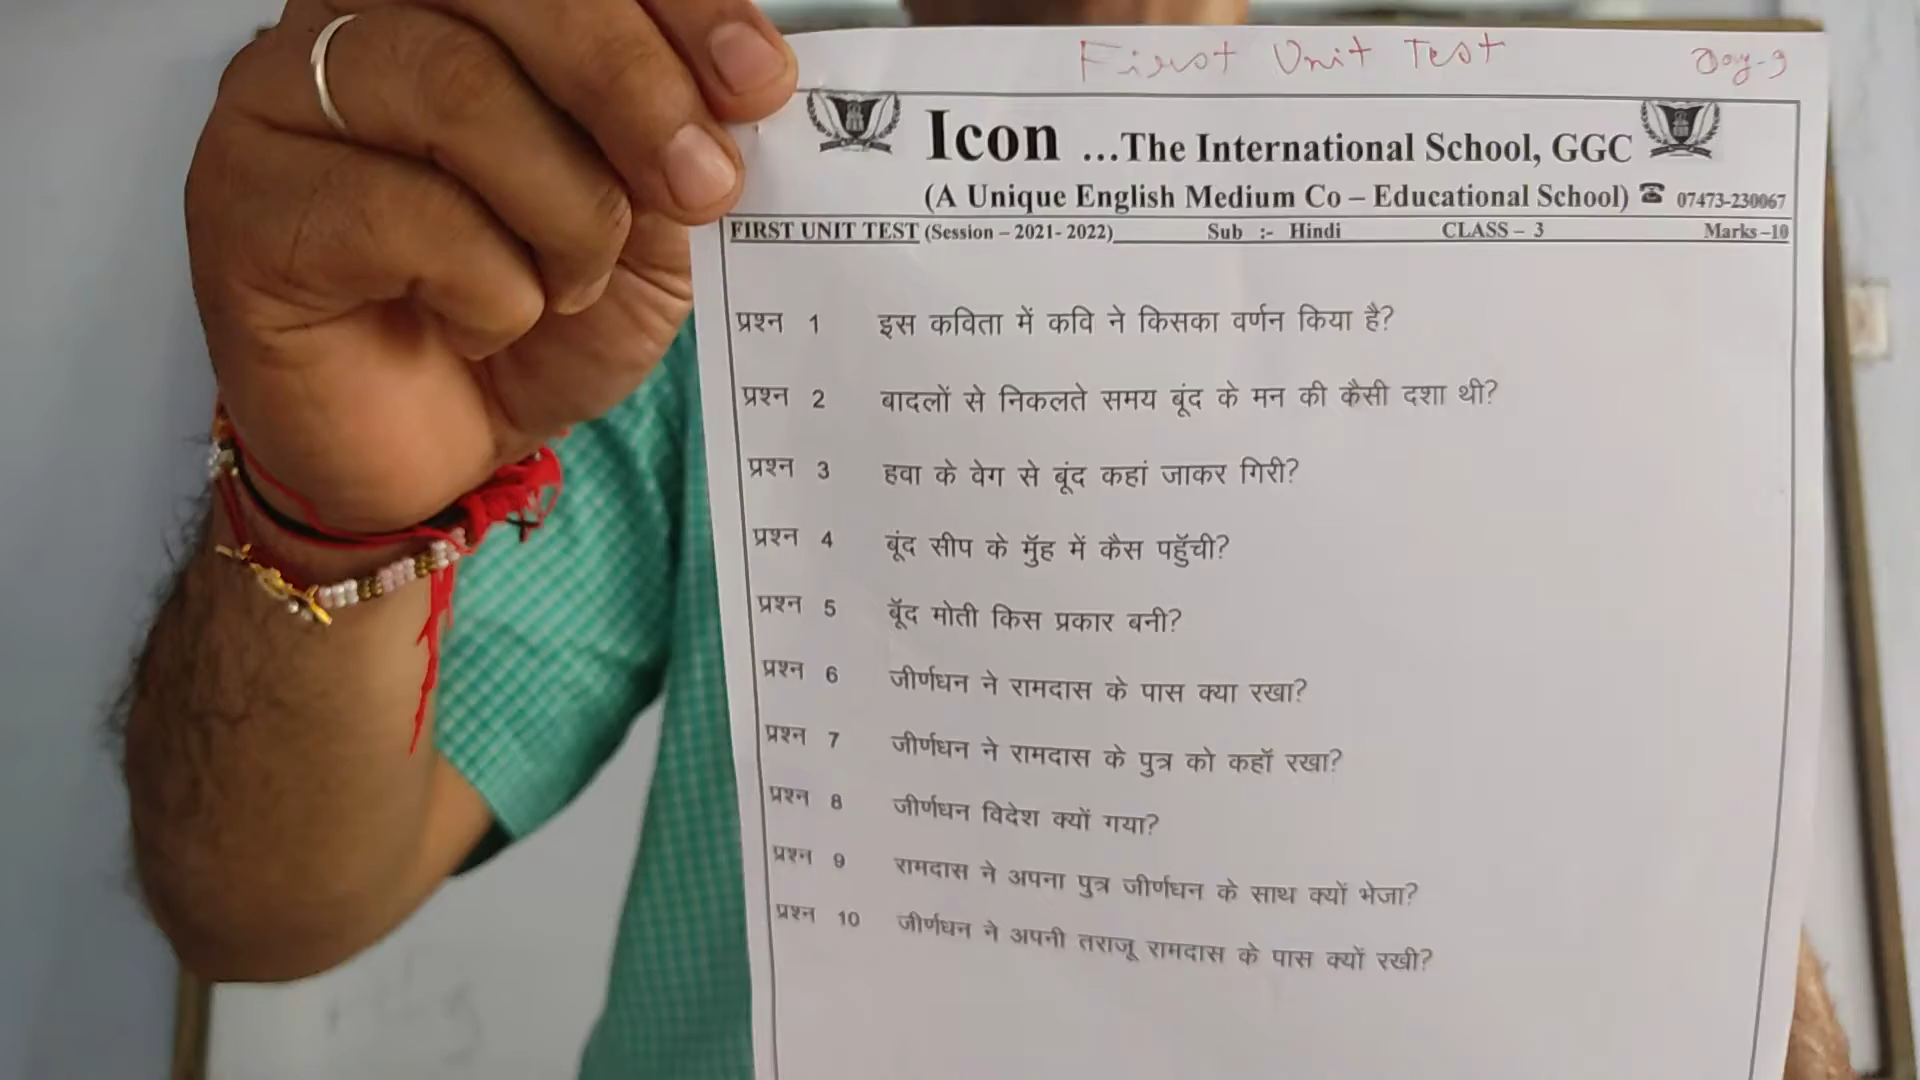 First Unit Test Day-9
Icon ...The International School, GGC
(A Unique English Medium Co – Educational School) ☎ 07473-230067
FIRST UNIT TEST (Session – 2021- 2022) Sub :- Hindi CLASS – 3 Marks –10
प्रश्न 1 इस कविता में कवि ने किसका वर्णन किया है?
प्रश्न 2 बादलों से निकलते समय बूंद के मन की कैसी दशा थी?
प्रश्न 3 हवा के वेग से बूंद कहां जाकर गिरी?
प्रश्न 4 बूंद सीप के मुॅह में कैस पहुॅची?
प्रश्न 5 बूॅद मोती किस प्रकार बनी?
प्रश्न 6 जीर्णधन ने रामदास के पास क्या रखा?
प्रश्न 7 जीर्णधन ने रामदास के पुत्र को कहाॅ रखा?
प्रश्न 8 जीर्णधन विदेश क्यों गया?
प्रश्न 9 रामदास ने अपना पुत्र जीर्णधन के साथ क्यों भेजा?
प्रश्न 10 जीर्णधन ने अपनी तराजू रामदास के पास क्यों रखी?